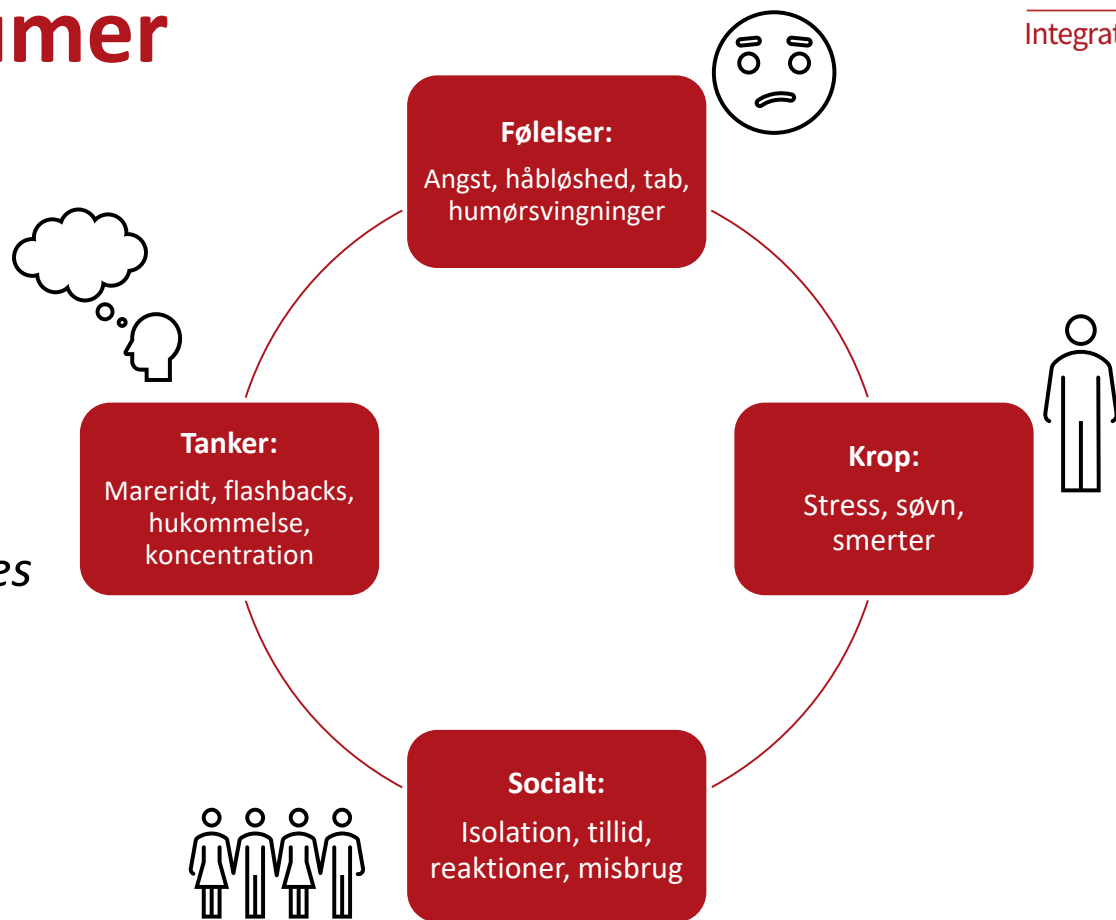 umer
Integrat
Følelser:
Angst, håbløshed, tab,
humørsvingninger
Tanker:
Mareridt, flashbacks,
hukommelse,
koncentration
Krop:
Stress, søvn,
smerter
es
Socialt:
Isolation, tillid,
reaktioner, misbrug